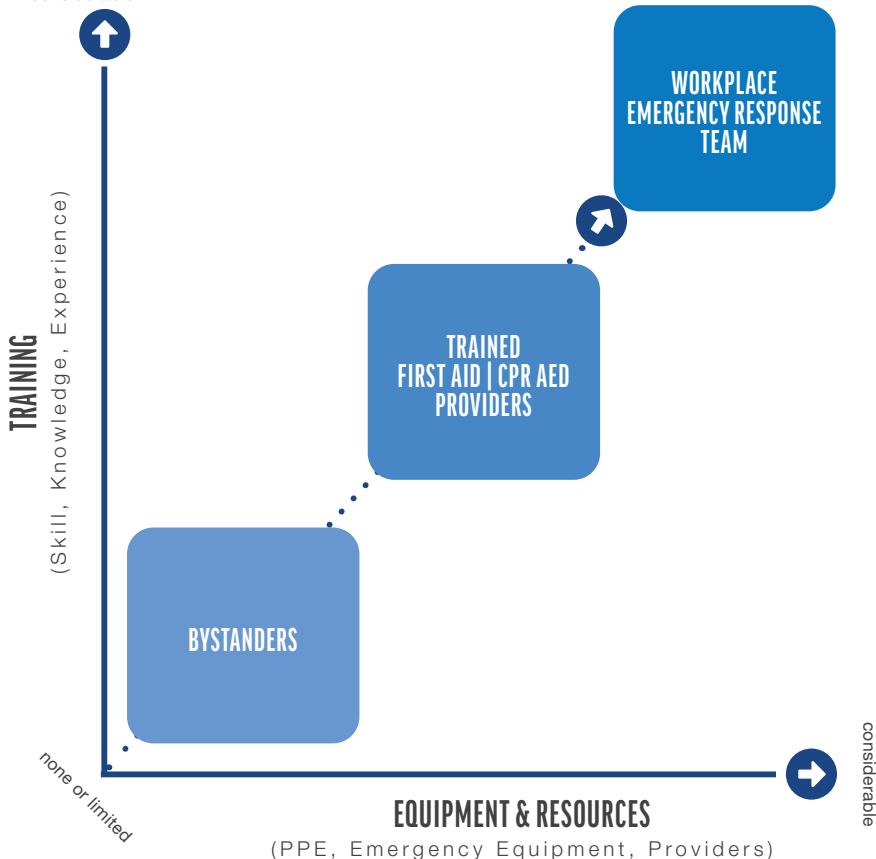 WORKPLACE
EMERGENCY RESPONSE
TEAM
TRAINING
(Skill, Knowledge, Experience)
TRAINED
FIRST AID | CPR AED
PROVIDERS
BYSTANDERS
none or limited
considerable
EQUIPMENT & RESOURCES
(PPE, Emergency Equipment, Providers)